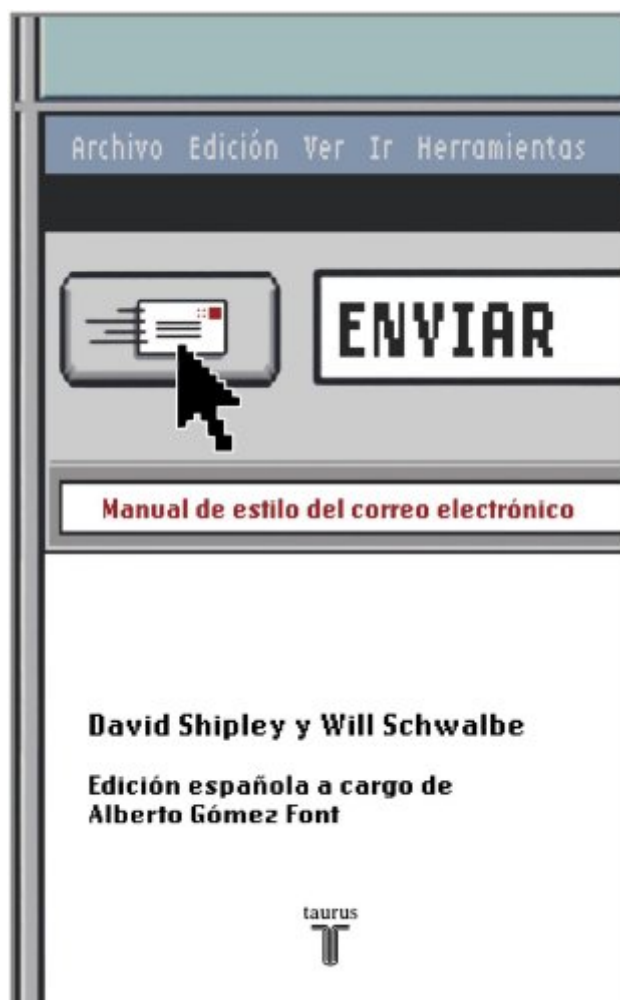 Archivo Edición Ver Ir Herramientas
ENVIAR
Manual de estilo del correo electrónico
David Shipley y Will Schwalbe
Edición española a cargo de
Alberto Gómez Font
taurus